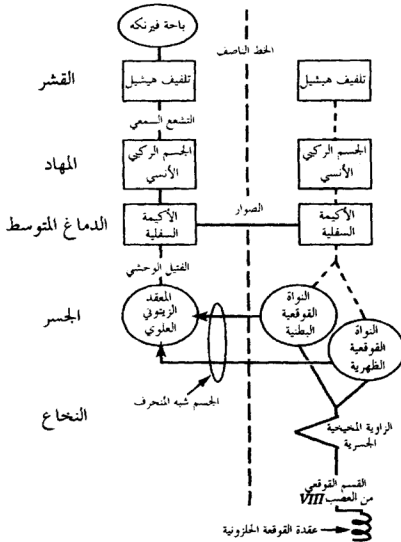 باحة فيرنكه
الخط الناصف
القشر
تلفيف هيشيل
تلفيف هيشيل
التشعع السمعي
المهاد
الجسم الركبي
الأنسي
الجسم الركبي
الأنسي
الصوار
الدماغ المتوسط
الأكيمة
السفلية
الأكيمة
السفلية
الفتيل الوحشي
الجسر
المعقد
الزيتوني
العلوي
النواة
القوقعية
البطنية
النواة
القوقعية
الظهرية
الجسم شبه المنحرف
النخاع
الزاوية المخيخية
الجسرية
القسم القوقعي
من العصب VIII
عقدة القوقعة الحلزونية